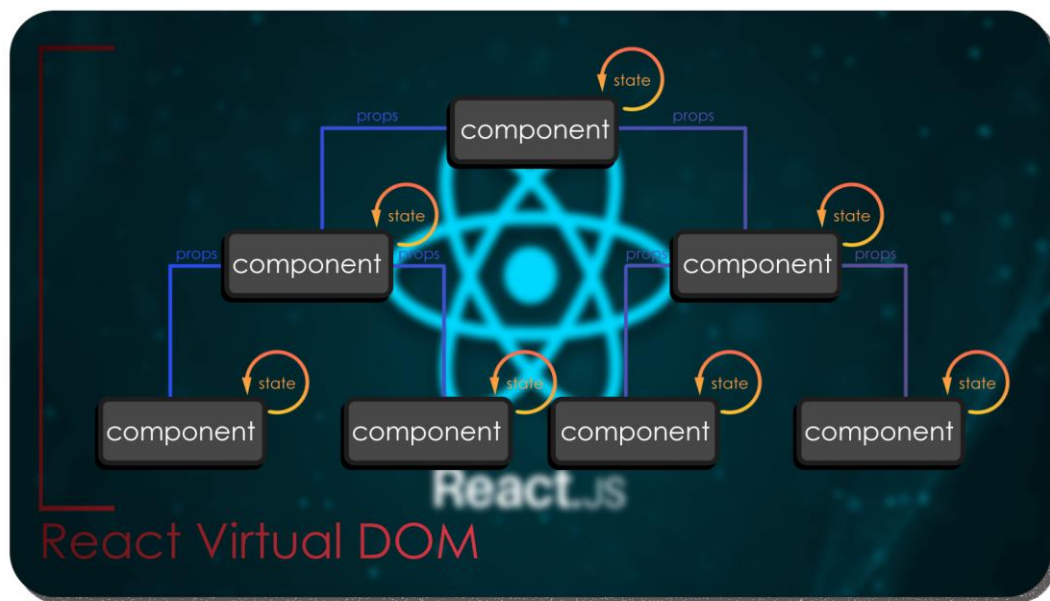 state
props
component
props
state
state
props
component
props
props
component
props
state
state
state
state
component
component
component
component
React.JS
React Virtual DOM